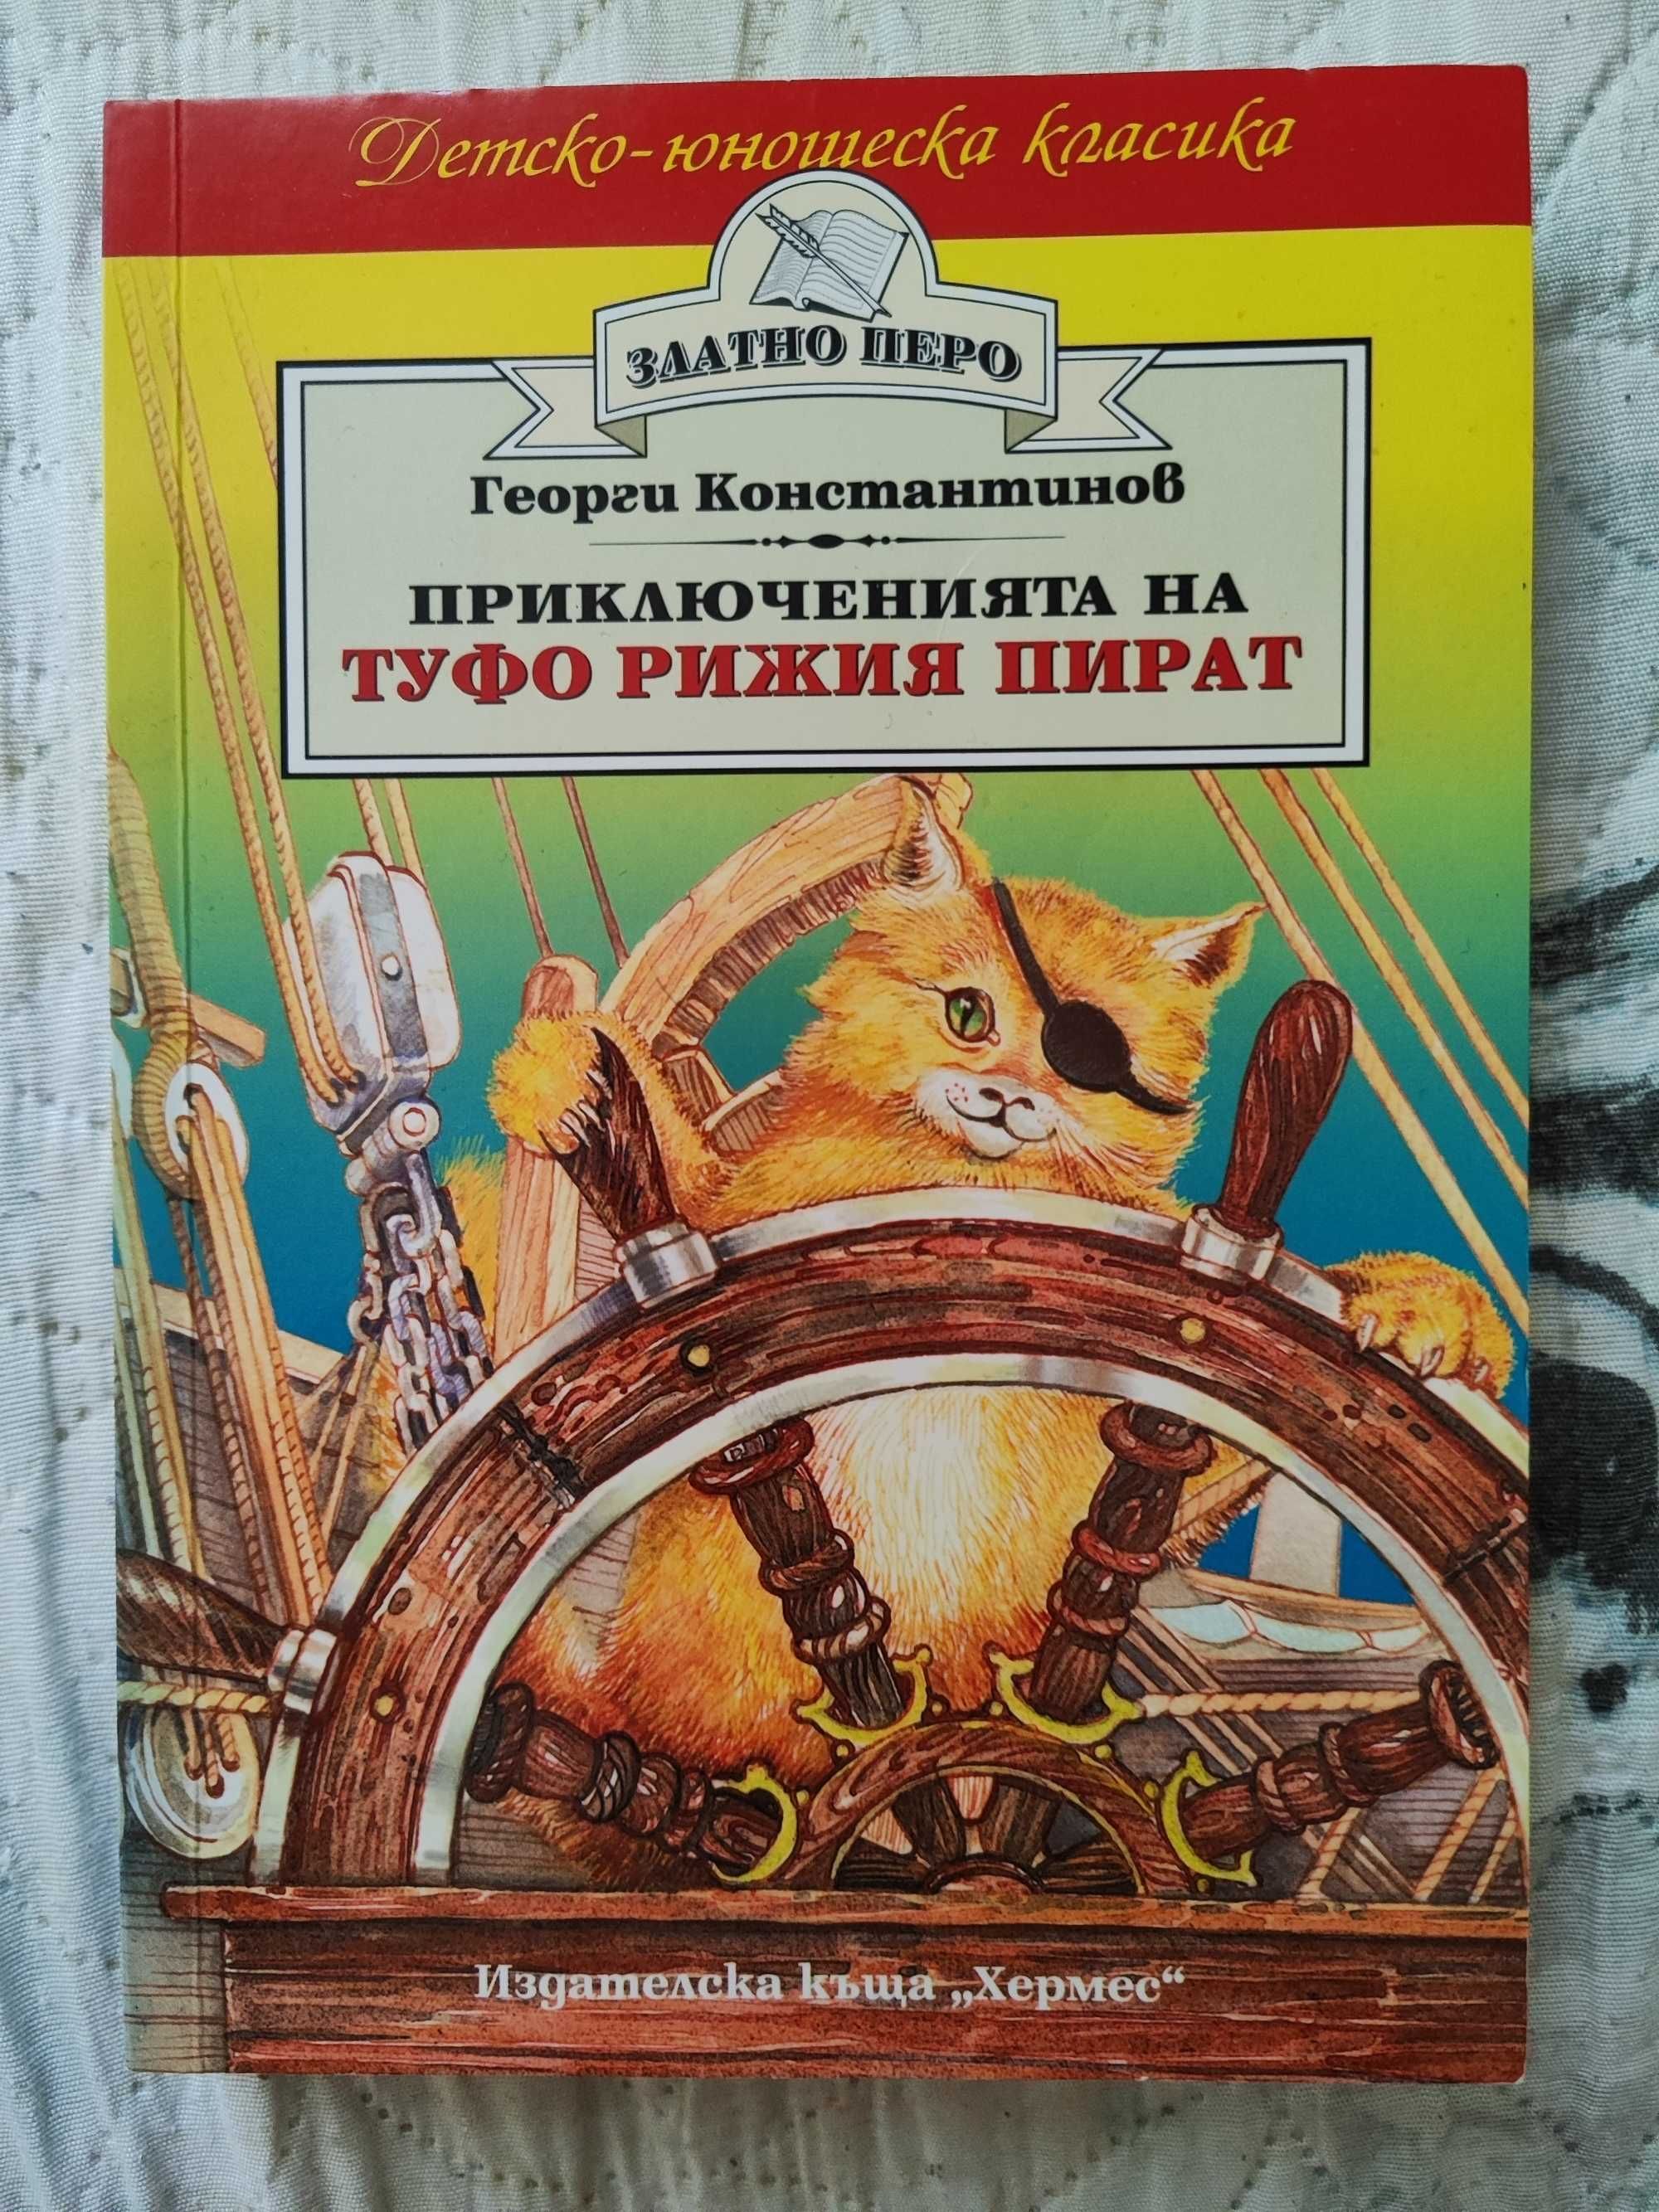 Детско-юношеска класика
ЗЛАТНО ПЕРО
Георги Константинов
ПРИКЛЮЧЕНИЯТА НА
ТУФО РИЖИЯ ПИРАТ
Издателска къща „Хермес“